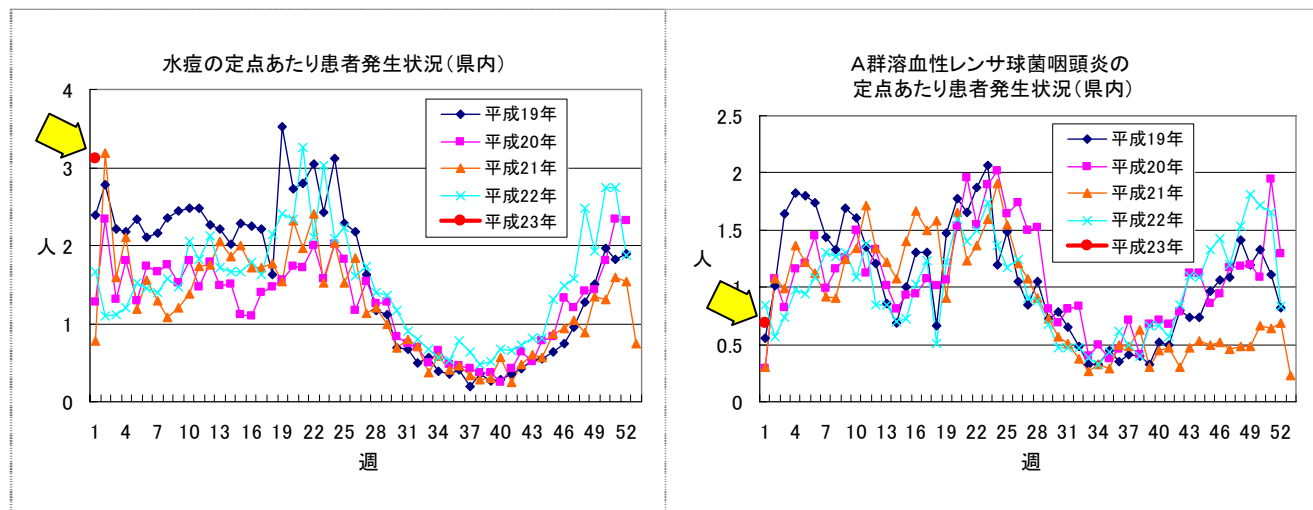 水痘の定点あたり患者発生状況（県内）
4
3
2
1
0
人
平成19年
平成20年
平成21年
平成22年
平成23年
1 4 7 10 13 16 19 22 25 28 31 34 37 40 43 46 49 52
週
A群溶血性レンサ球菌咽頭炎の
定点あたり患者発生状況（県内）
2.5
2
1.5
1
0.5
0
人
平成19年
平成20年
平成21年
平成22年
平成23年
1 4 7 10 13 16 19 22 25 28 31 34 37 40 43 46 49 52
週